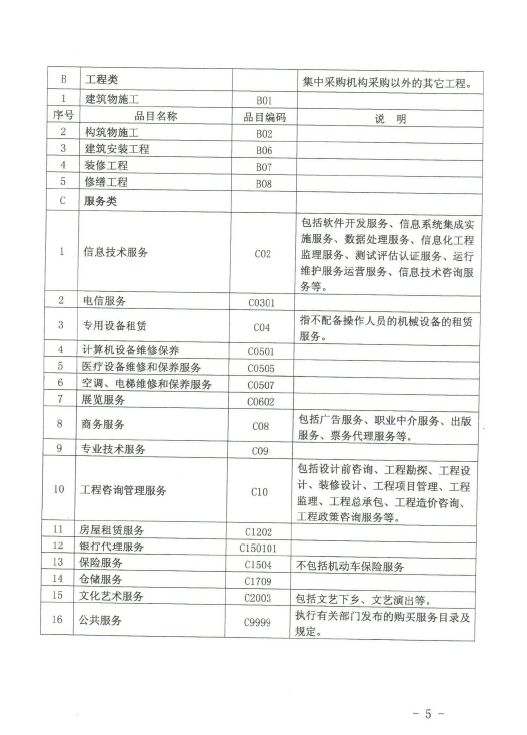 B 工程类 集中采购机构采购以外的其它工程。
1 建筑物施工 B01
序号 品目名称 品目编码 说 明
2 构筑物施工 B02
3 建筑安装工程 B06
4 装修工程 B07
5 修缮工程 B08
C 服务类
1 信息技术服务 C02 包括软件开发服务、信息系统集成实
施服务、数据处理服务、信息化工程
监理服务、测试评估认证服务、运行
维护服务运营服务、信息技术咨询服
务等。
2 电信服务 C0301
3 专用设备租赁 C04 指不配备操作人员的机械设备的租赁
服务。
4 计算机设备维修保养 C0501
5 医疗设备维修和保养服务 C0505
6 空调、电梯维修和保养服务 C0507
7 展览服务 C0602
8 商务服务 C08 包括广告服务、职业中介服务、出版
服务、票务代理服务等。
9 专业技术服务 C09
10 工程咨询管理服务 C10 包括设计前咨询、工程勘探、工程设
计、装修设计、工程项目管理、工程
监理、工程总承包、工程造价咨询、
工程政策咨询服务等。
11 房屋租赁服务 C1202
12 银行代理服务 C150101
13 保险服务 C1504 不包括机动车保险服务
14 仓储服务 C1709
15 文化艺术服务 C2003 包括文艺下乡、文艺演出等。
16 公共服务 C9999 执行有关部门发布的购买服务目录及
规定。
- 5 -